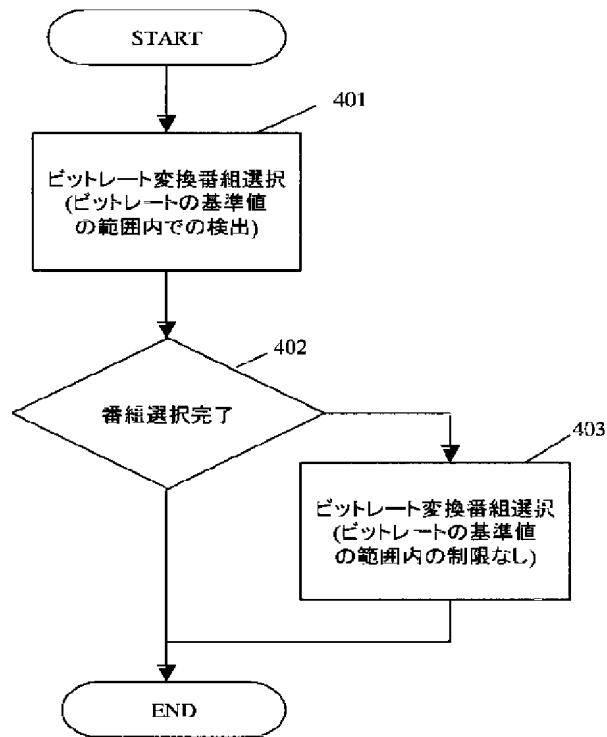 START
401
ビットレート変換番組選択
(ビットレートの基準値
の範囲内での検出)
402
番組選択完了
403
ビットレート変換番組選択
(ビットレートの基準値
の範囲内の制限なし)
END